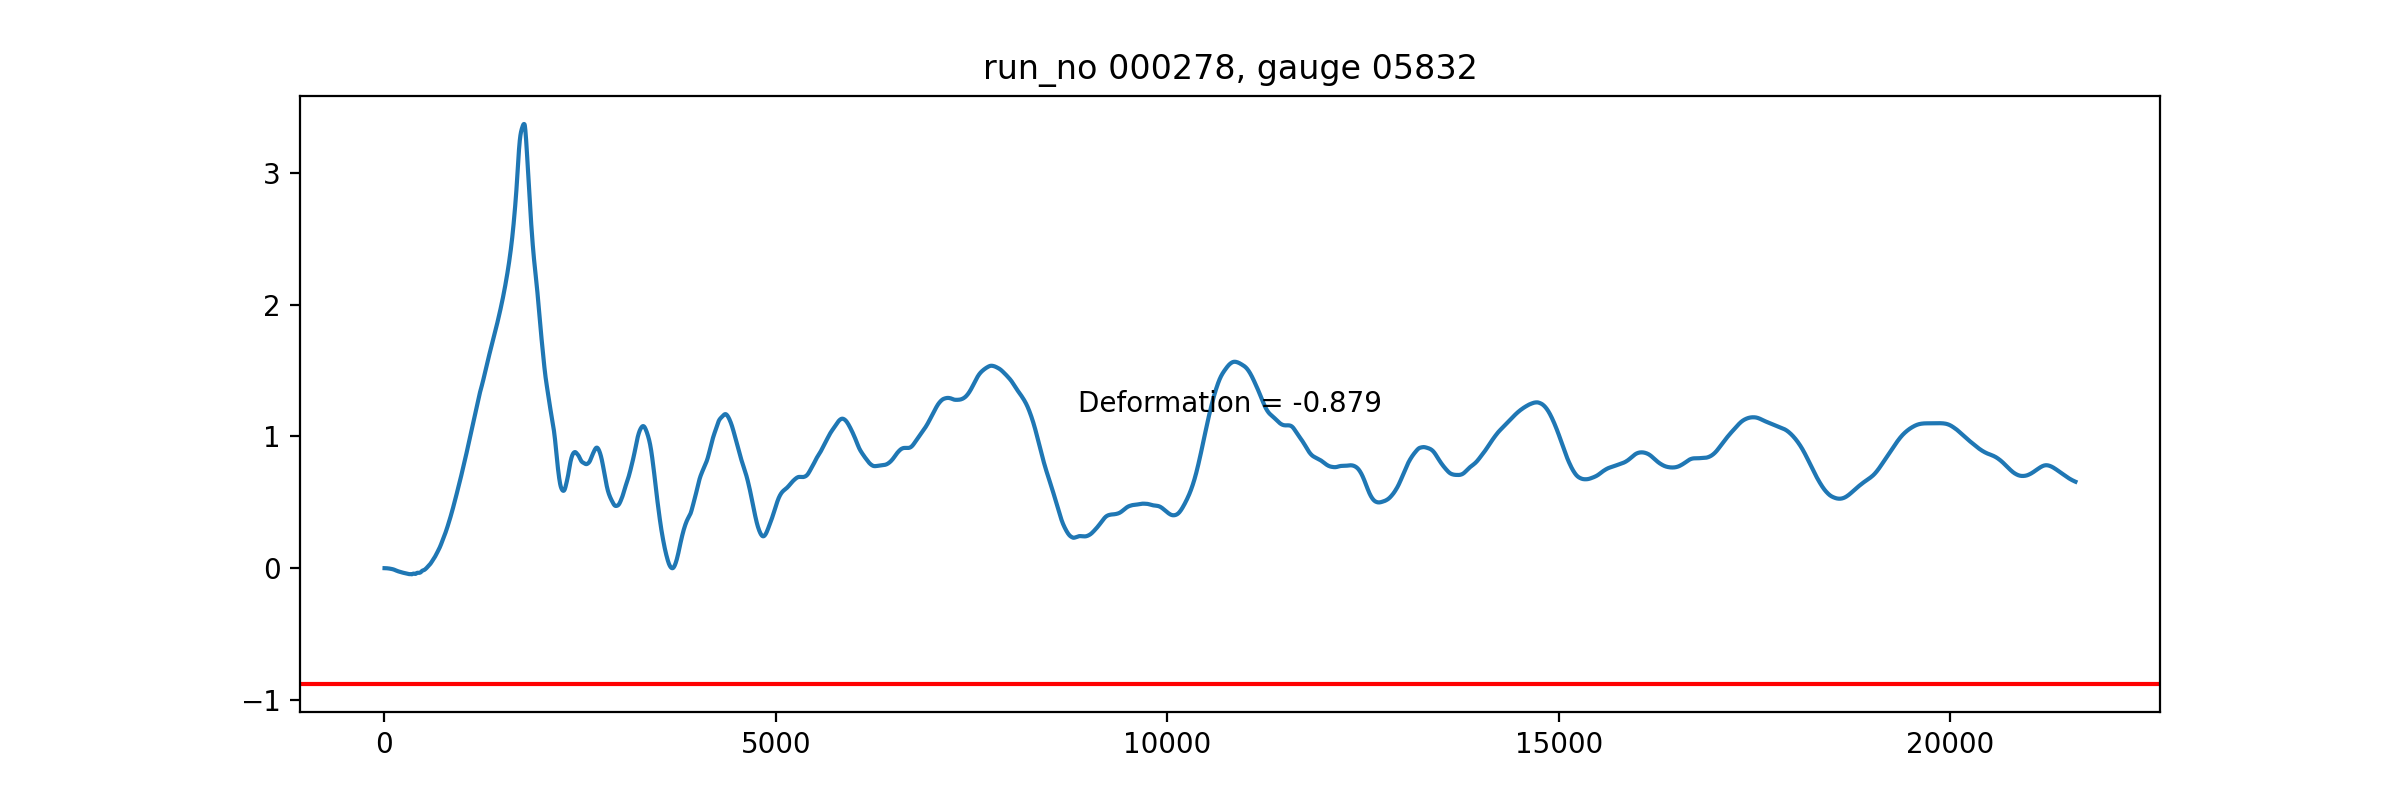 run_no 000278, gauge 05832
3
2
1
0
−1
Deformation = -0.879
0 5000 10000 15000 20000